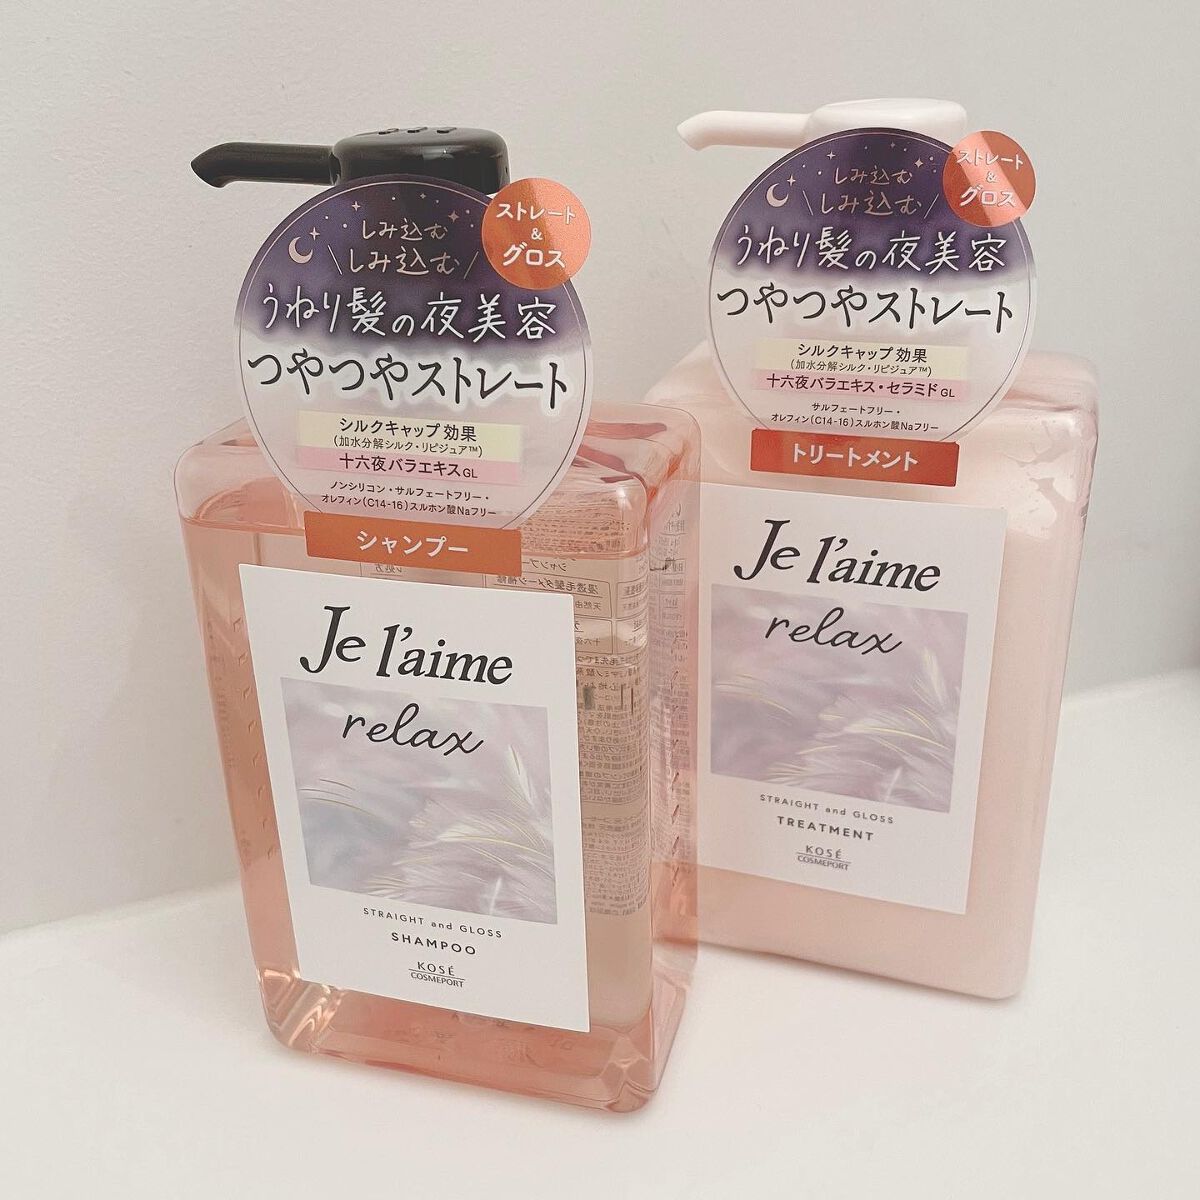 しみ込む
\しみ込む/
うねり髪の夜美容
つやつやストレート
ストレート
&
グロス
シルクキャップ効果
(加水分解シルク・リピジュア™)
十六夜バラエキスGL
ノンシリコン・サルフェートフリー・
オレフィン(C14-16)スルホン酸Naフリー
シャンプー
Je l'aime
relax
STRAIGHT and GLOSS
SHAMPOO
KOSÉ
COSMEPORT
しみ込む
\しみ込む/
うねり髪の夜美容
つやつやストレート
ストレート
&
グロス
シルクキャップ効果
(加水分解シルク・リピジュア™)
十六夜バラエキス・セラミドGL
サルフェートフリー・
オレフィン(C14-16)スルホン酸Naフリー
トリートメント
Je l'aime
relax
STRAIGHT and GLOSS
TREATMENT
KOSÉ
COSMEPORT